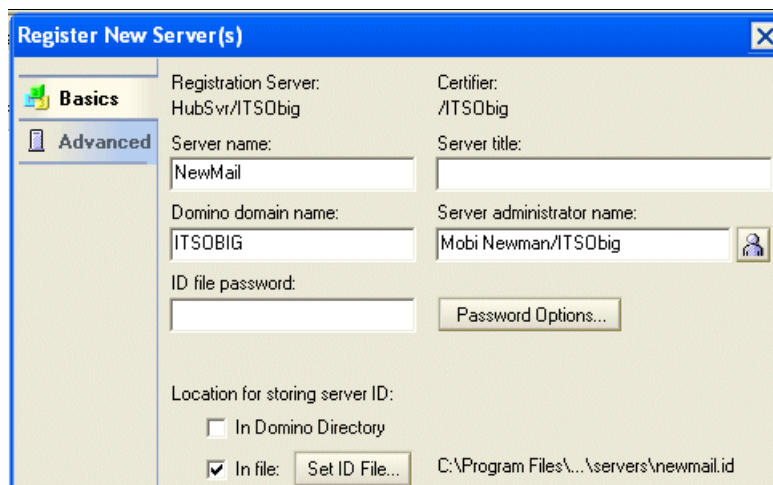 Register New Server(s)
Basics
Advanced
Registration Server:
HubSvr/ITSObig
Certifier:
/ITSObig
Server name:
NewMail
Server title:
Domino domain name:
ITSOBIG
Server administrator name:
Mobi Newman/ITSObig
ID file password:
Password Options...
Location for storing server ID:
In Domino Directory
In file:
Set ID File...
C:\Program Files\...\servers\newmail.id